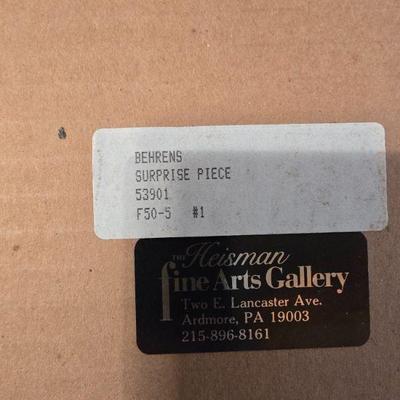 BEHRENS
SURPRISE PIECE
53901
F50-5 #1
THE Heisman
fine Arts Gallery
Two E. Lancaster Ave.
Ardmore, PA 19003
215-896-8161